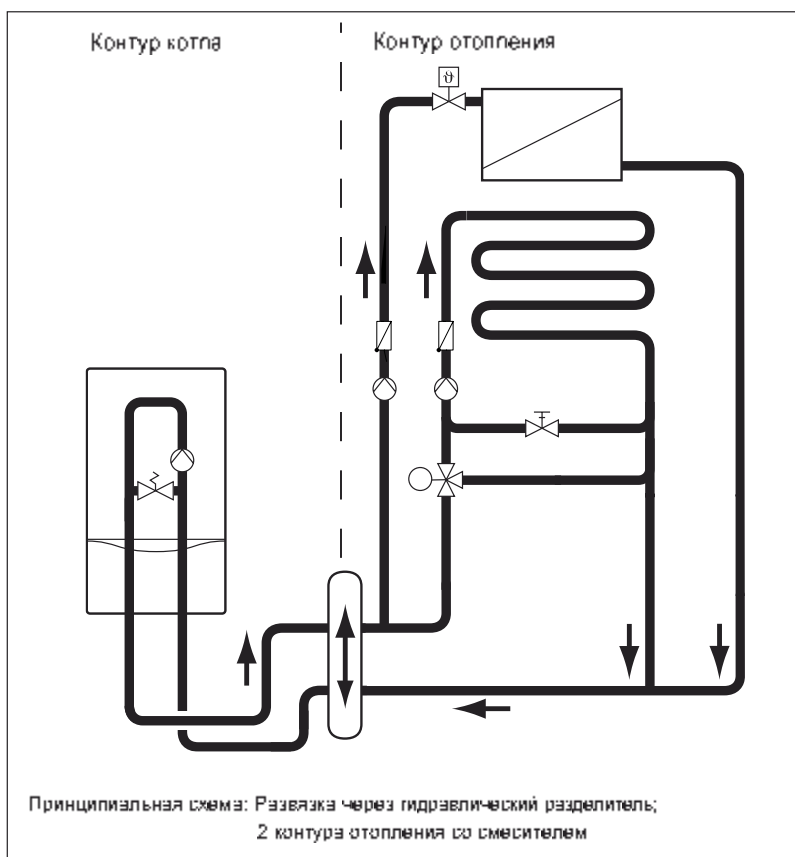 Контур котла
Контур отопления
ϑ
Принципиальная схема: Развязка через гидравлический разделитель;
2 контура отопления со смесителем